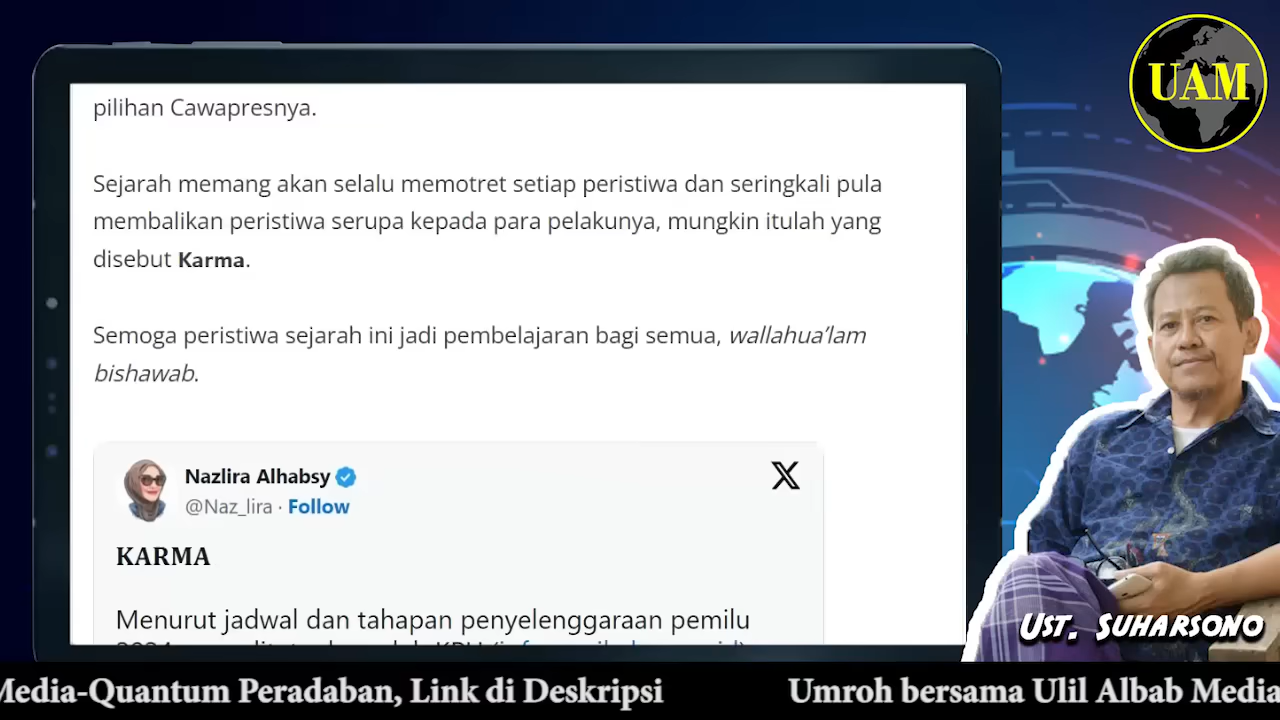 UAM
pilihan Cawapresnya.
Sejarah memang akan selalu memotret setiap peristiwa dan seringkali pula
membalikan peristiwa serupa kepada para pelakunya, mungkin itulah yang
disebut Karma.
Semoga peristiwa sejarah ini jadi pembelajaran bagi semua, wallahua’lam
bishawab.
Nazlira Alhabsy
@Naz_lira · Follow
X
KARMA
Menurut jadwal dan tahapan penyelenggaraan pemilu
UST. SUHARSONO
Media-Quantum Peradaban, Link di Deskripsi Umroh bersama Ulil Albab Media